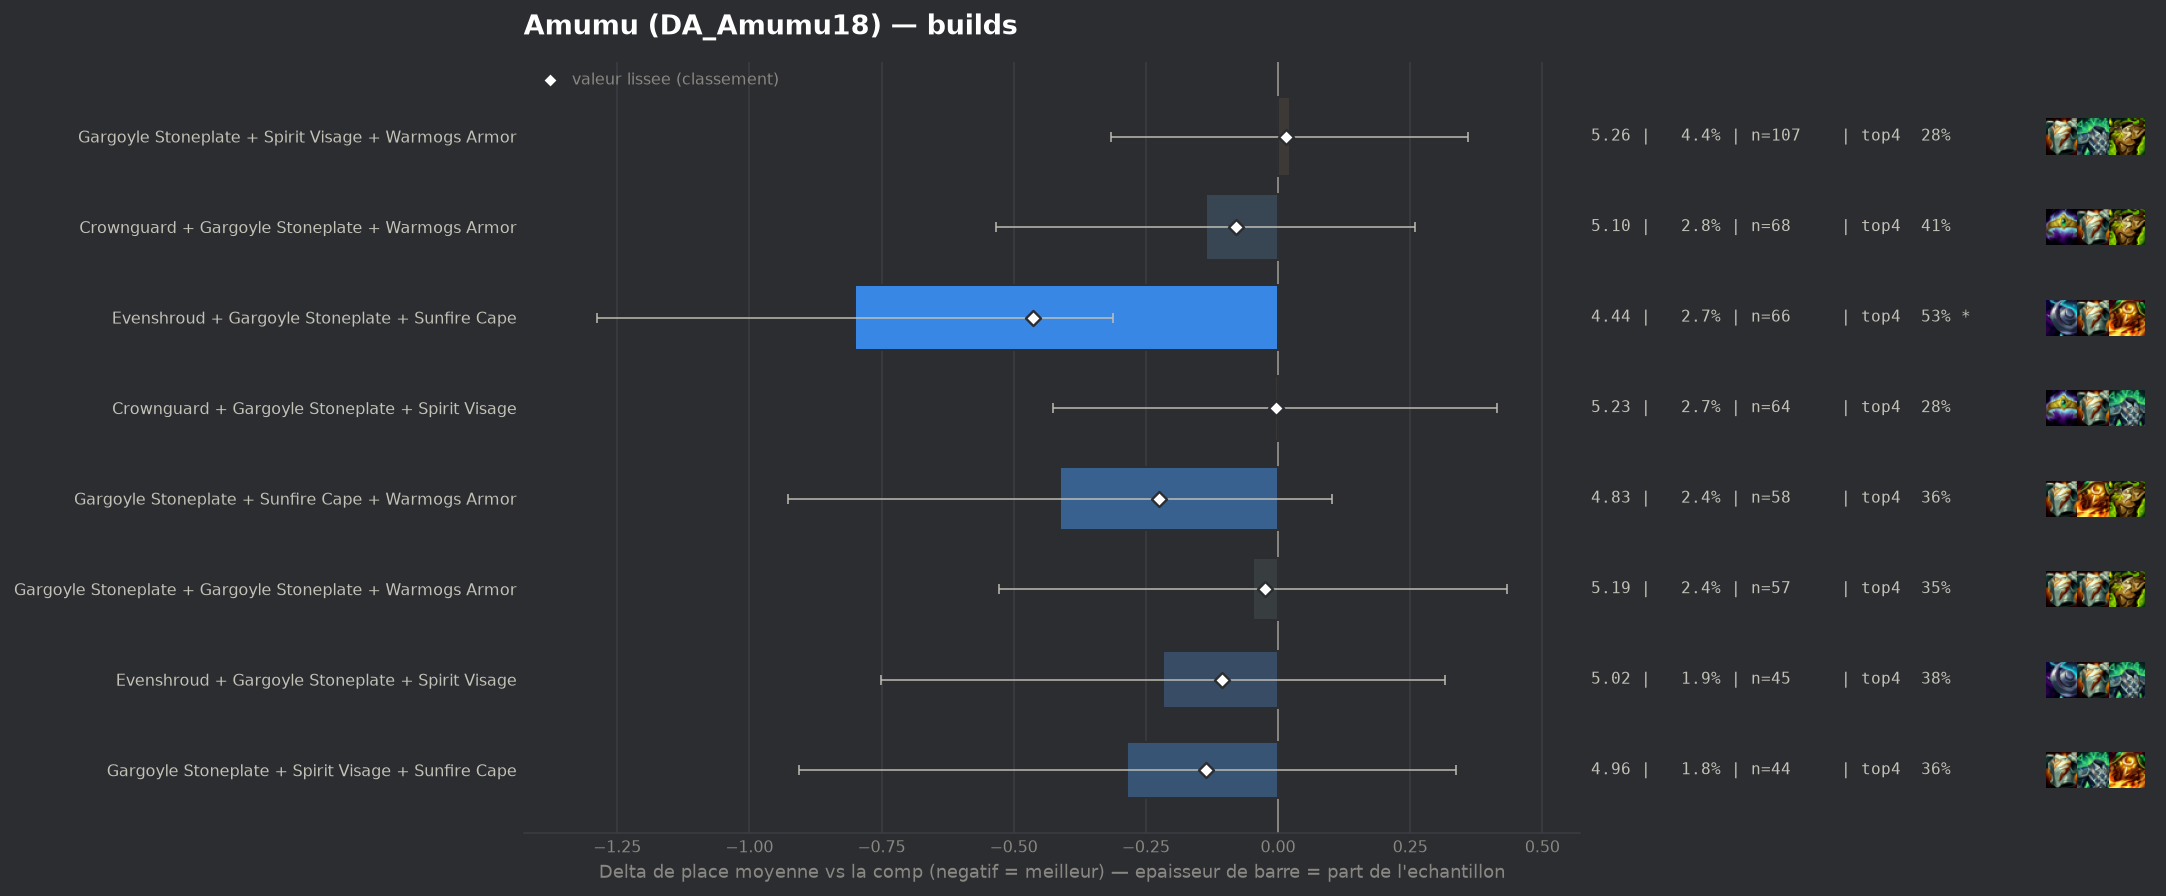 Amumu (DA_Amumu18) — builds
valeur lissee (classement)
Gargoyle Stoneplate + Spirit Visage + Warmogs Armor 5.26 | 4.4% | n=107 | top4 28%
Crownguard + Gargoyle Stoneplate + Warmogs Armor 5.10 | 2.8% | n=68 | top4 41%
Evenshroud + Gargoyle Stoneplate + Sunfire Cape 4.44 | 2.7% | n=66 | top4 53% *
Crownguard + Gargoyle Stoneplate + Spirit Visage 5.23 | 2.7% | n=64 | top4 28%
Gargoyle Stoneplate + Sunfire Cape + Warmogs Armor 4.83 | 2.4% | n=58 | top4 36%
Gargoyle Stoneplate + Gargoyle Stoneplate + Warmogs Armor 5.19 | 2.4% | n=57 | top4 35%
Evenshroud + Gargoyle Stoneplate + Spirit Visage 5.02 | 1.9% | n=45 | top4 38%
Gargoyle Stoneplate + Spirit Visage + Sunfire Cape 4.96 | 1.8% | n=44 | top4 36%
−1.25 −1.00 −0.75 −0.50 −0.25 0.00 0.25 0.50
Delta de place moyenne vs la comp (negatif = meilleur) — epaisseur de barre = part de l'echantillon